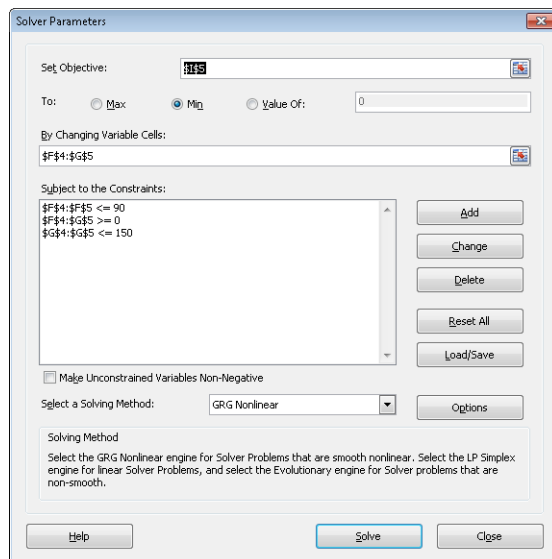 Solver Parameters
Set Objective: $I$5
To: Max Min Value Of: 0
By Changing Variable Cells:
$F$4:$G$5
Subject to the Constraints:
$F$4:$F$5 <= 90
$F$4:$G$5 >= 0
$G$4:$G$5 <= 150
Add
Change
Delete
Reset All
Load/Save
Make Unconstrained Variables Non-Negative
Select a Solving Method: GRG Nonlinear Options
Solving Method
Select the GRG Nonlinear engine for Solver Problems that are smooth nonlinear. Select the LP Simplex
engine for linear Solver Problems, and select the Evolutionary engine for Solver problems that are
non-smooth.
Help Solve Close